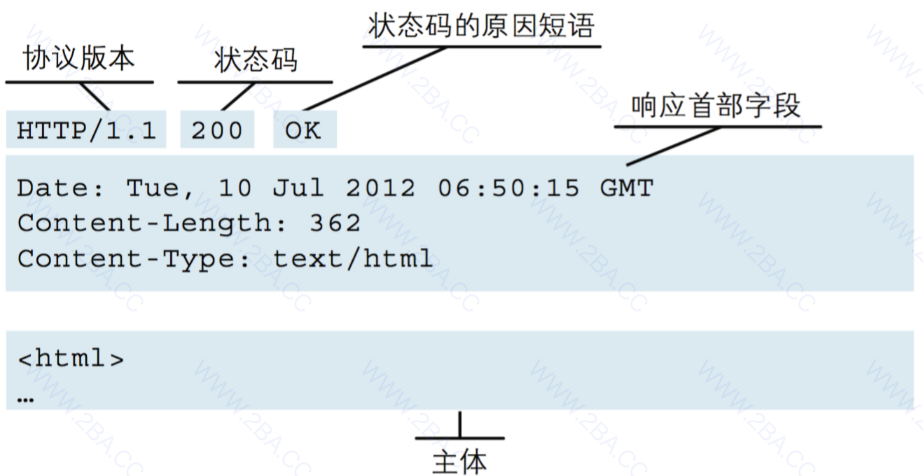 状态码的原因短语
协议版本 状态码
响应首部字段
HTTP/1.1 200 OK
Date: Tue, 10 Jul 2012 06:50:15 GMT
Content-Length: 362
Content-Type: text/html
<html>
…
主体
WWW.2BA.CC